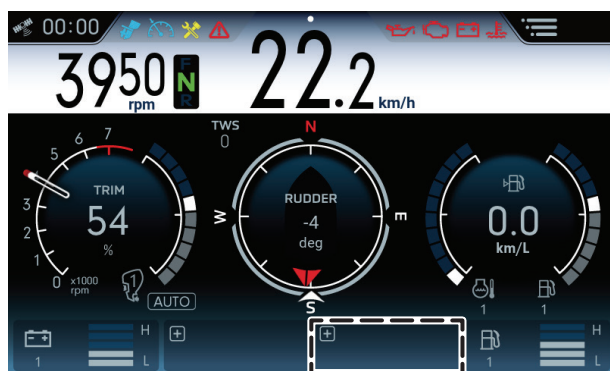 00:00
3950 rpm
F
N
R
22.2 km/h
TWS
0
0 1 2 3 5 6 7
x1000
rpm
TRIM
54
%
1
AUTO
N
W
E
S
RUDDER
-4
deg
0.0
km/L
1
1
1
H
L
1
H
L